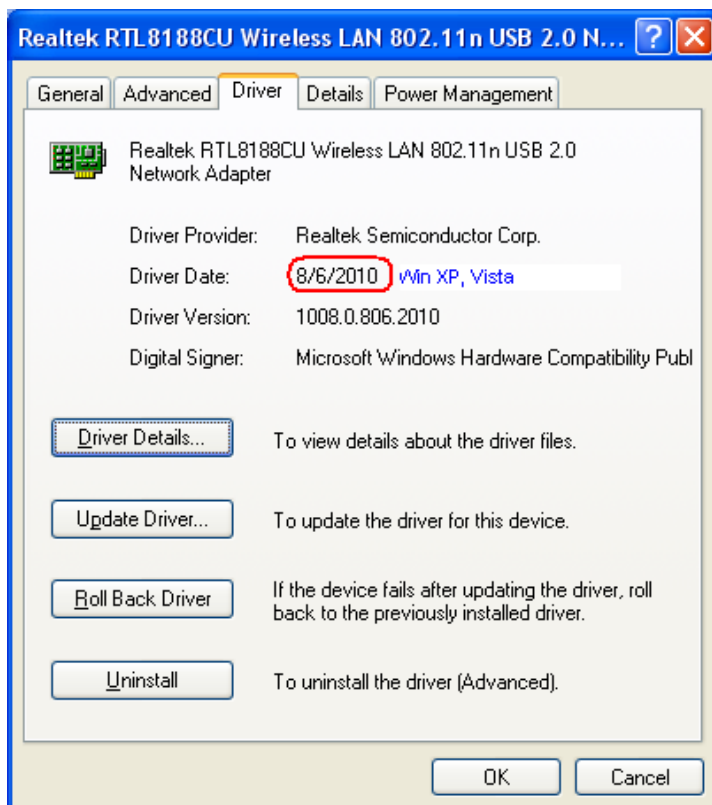 Realtek RTL8188CU Wireless LAN 802.11n USB 2.0 N...
General Advanced Driver Details Power Management
Realtek RTL8188CU Wireless LAN 802.11n USB 2.0
Network Adapter
Driver Provider: Realtek Semiconductor Corp.
Driver Date: 8/6/2010 Win XP, Vista
Driver Version: 1008.0.806.2010
Digital Signer: Microsoft Windows Hardware Compatibility Publ
Driver Details... To view details about the driver files.
Update Driver... To update the driver for this device.
Roll Back Driver If the device fails after updating the driver, roll
back to the previously installed driver.
Uninstall To uninstall the driver (Advanced).
OK Cancel